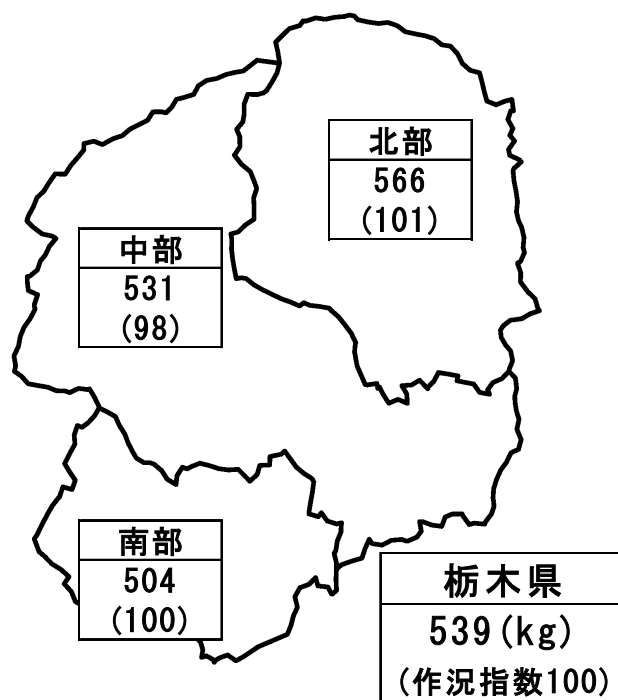 北部
566
(101)
中部
531
(98)
南部
504
(100)
栃木県
539(kg)
(作況指数100)